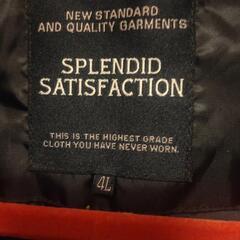 NEW STANDARD
AND QUALITY GARMENTS
SPLENDID
SATISFACTION
THIS IS THE HIGHEST GRADE
CLOTH YOU HAVE NEVER WORN.
4L